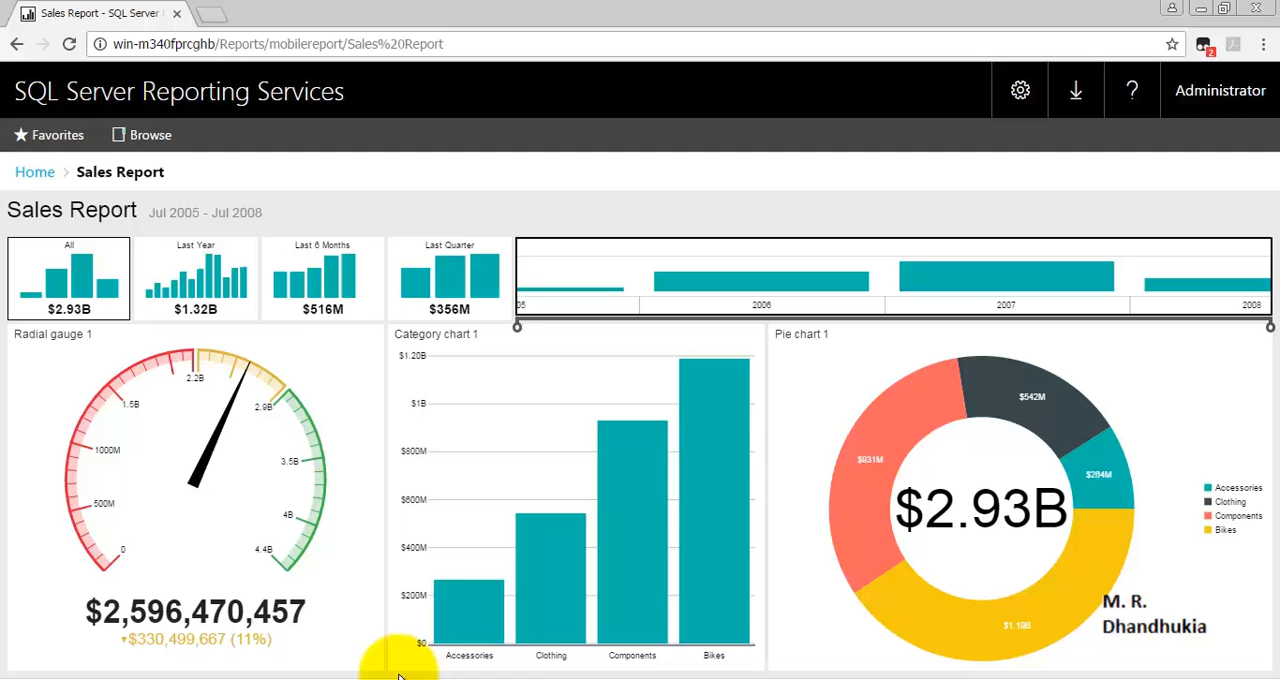 Sales Report - SQL Server
win-m340fprcghb/Reports/mobilereport/Sales%20Report
2
SQL Server Reporting Services
?
Administrator
Favorites
Browse
Home > Sales Report
Sales Report Jul 2005 - Jul 2008
All
$2.93B
Last Year
$1.32B
Last 6 Months
$516M
Last Quarter
$356M
05 2006 2007 2008
Radial gauge 1
0
500M
1000M
1.5B
2.2B
2.9B
3.5B
4B
4.4B
$2,596,470,457
▾$330,499,667 (11%)
Category chart 1
$1.20B
$1B
$800M
$600M
$400M
$200M
$0
Accessories Clothing Components Bikes
Pie chart 1
$542M
$931M
$264M
$2.93B
$1.19B
Accessories
Clothing
Components
Bikes
M. R.
Dhandhukia